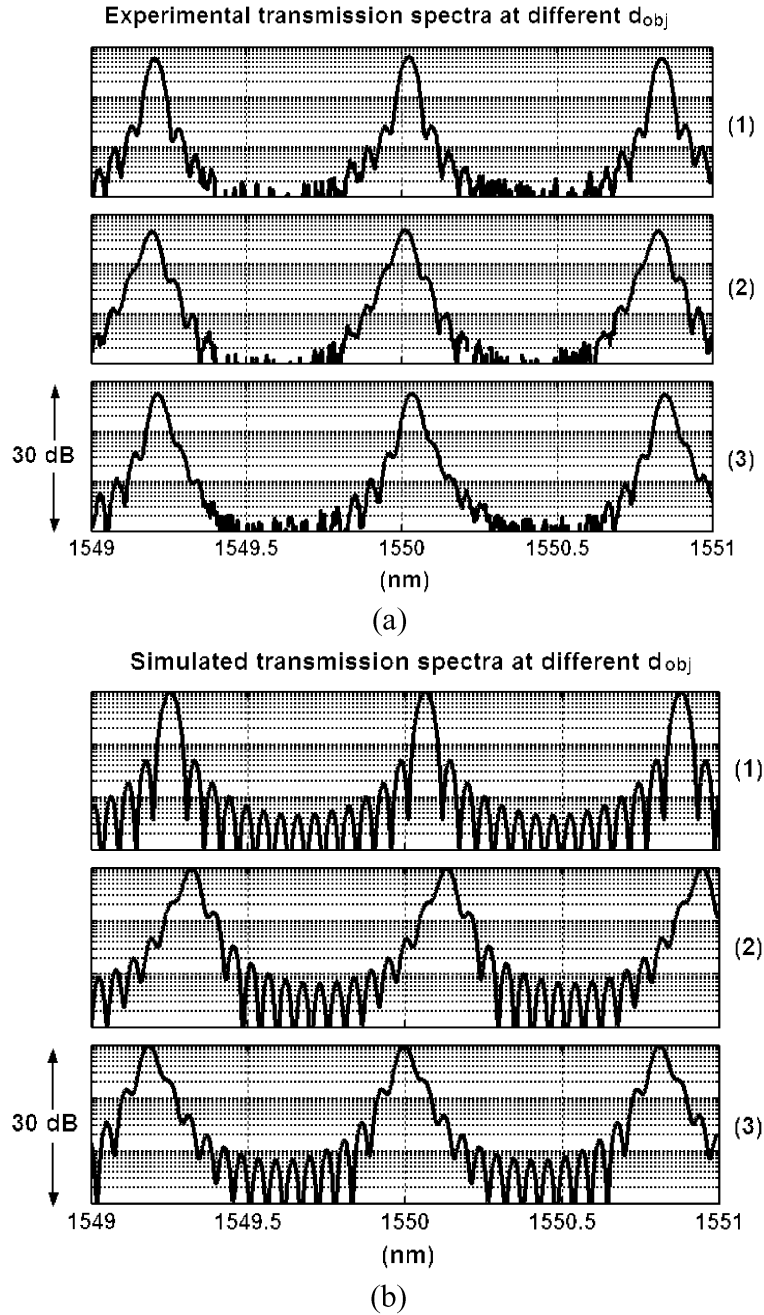 Experimental transmission spectra at different dobj
(1)
(2)
30 dB
(3)
1549 1549.5 1550 1550.5 1551
(nm)
(a)
Simulated transmission spectra at different dobj
(1)
(2)
30 dB
(3)
1549 1549.5 1550 1550.5 1551
(nm)
(b)